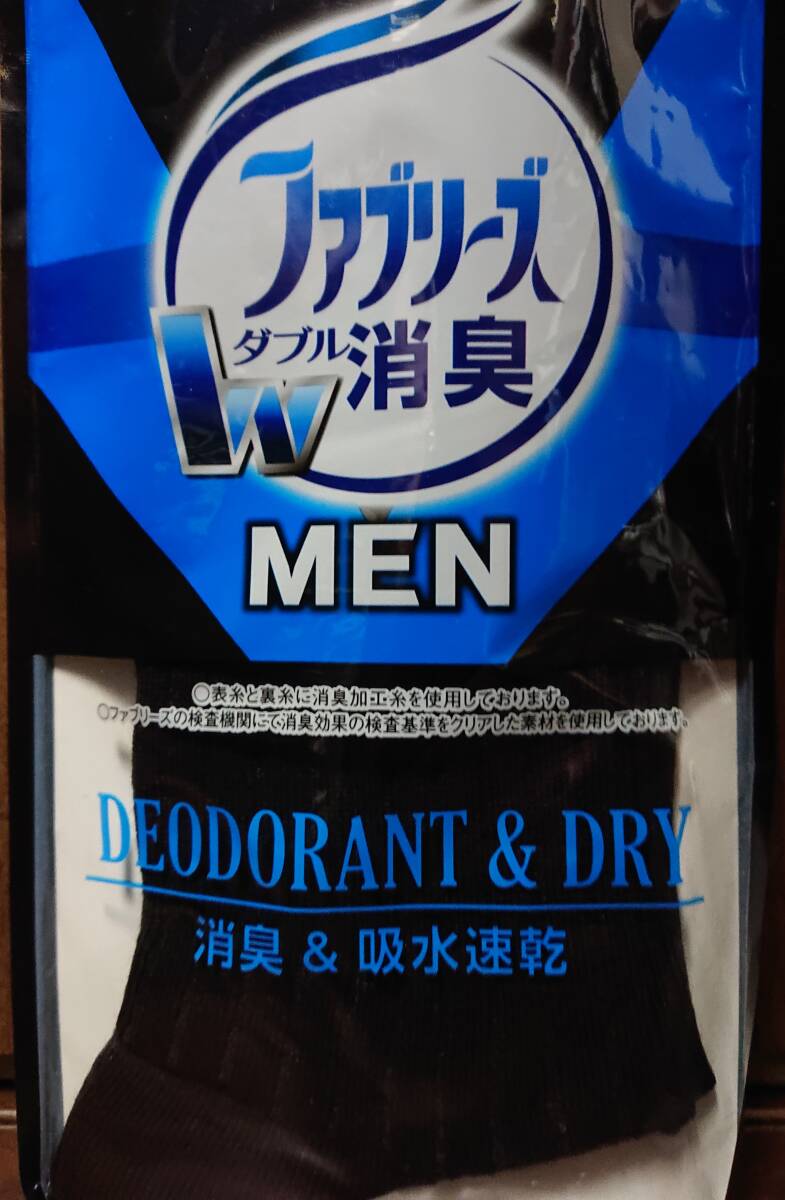 ファブリーズ
Wダブル消臭
MEN
○表糸と裏糸に消臭加工糸を使用しております。
○ファブリーズの検査機関にて消臭効果の検査基準をクリアした素材を使用しております。
DEODORANT & DRY
消臭 & 吸水速乾